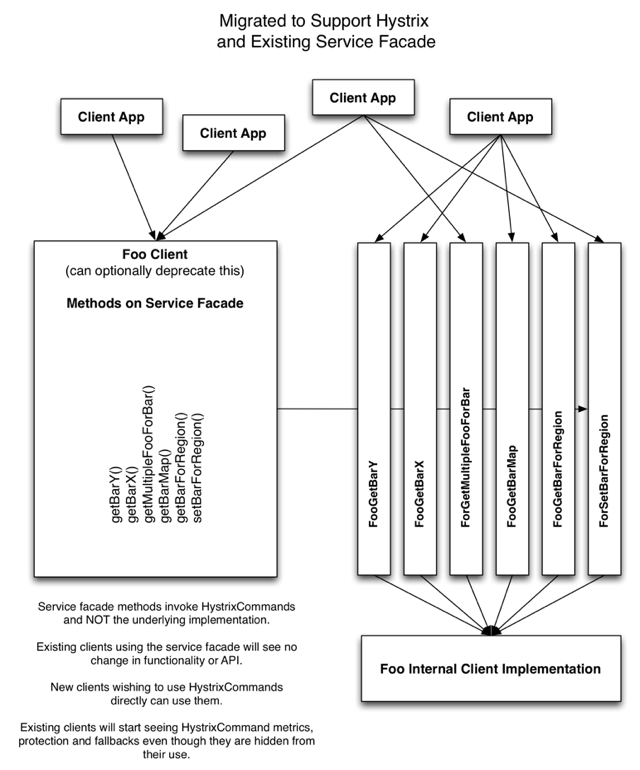 Migrated to Support Hystrix
and Existing Service Facade
Client App
Client App
Client App
Client App
Foo Client
(can optionally deprecate this)
Methods on Service Facade
getBarY()
getBarX()
getMultipleFooForBar()
getBarMap()
getBarForRegion()
setBarForRegion()
FooGetBarY
FooGetBarX
ForGetMultipleFooForBar
FooGetBarMap
FooGetBarForRegion
ForSetBarForRegion
Service facade methods invoke HystrixCommands
and NOT the underlying implementation.
Existing clients using the service facade will see no
change in functionality or API.
New clients wishing to use HystrixCommands
directly can use them.
Existing clients will start seeing HystrixCommand metrics,
protection and fallbacks even though they are hidden from
their use.
Foo Internal Client Implementation